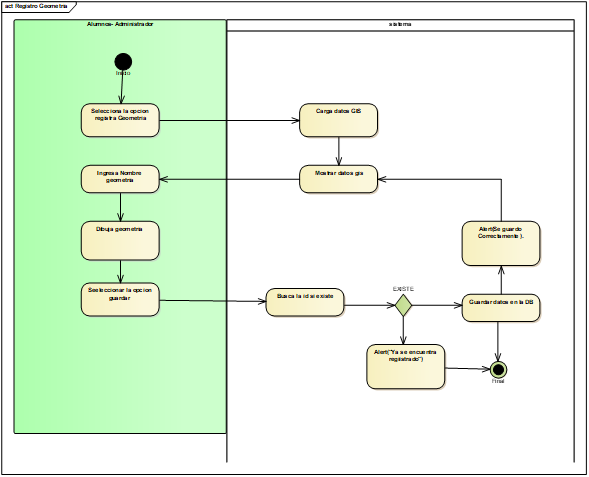 act Registro Geometria
Alumnos- Administrador
sistema
Inicio
Selecciona la opcion
registra Geometria
Carga datos GIS
Ingresa Nombre
geometria
Mostrar datos gis
Dibuja geometria
Alert(Se guardo
Correctamente ).
Seeleccionar la opcion
guardar
Busca la id si existe
EXISTE
Guardar datos en la DB
Alert("Ya se encuentra
registrado")
Final